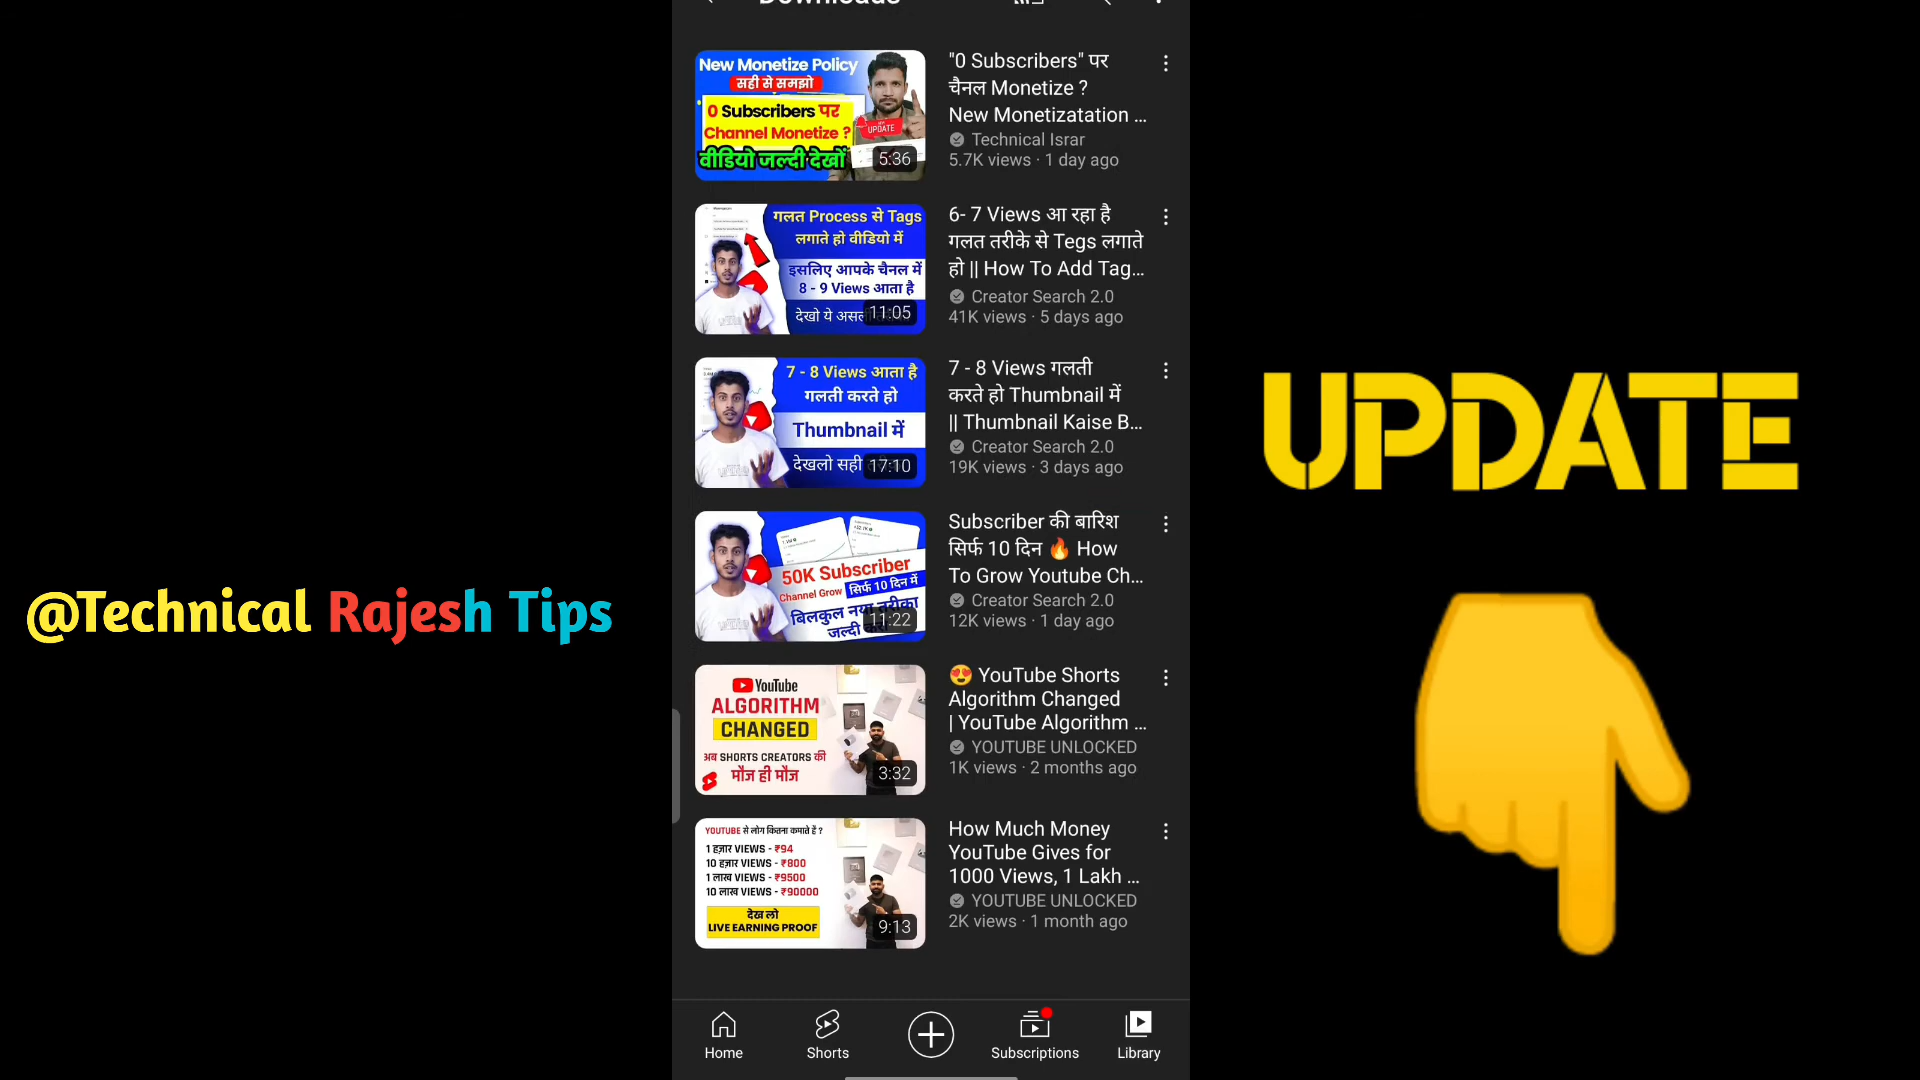 Downloads
New Monetize Policy
सही से समझो
0 Subscribers पर
Channel Monetize ?
UPDATE
वीडियो जल्दी देखों
5:36
"0 Subscribers" पर
चैनल Monetize ?
New Monetizatation ...
Technical Israr
5.7K views · 1 day ago
गलत Process से Tags
लगाते हो वीडियो में
इसलिए आपके चैनल में
8 - 9 Views आता है
देखो ये
11:05
6- 7 Views आ रहा है
गलत तरीके से Tegs लगाते
हो || How To Add Tag...
Creator Search 2.0
41K views · 5 days ago
7 - 8 Views आता है
गलती करते हो
Thumbnail में
देखलो सही
17:10
7 - 8 Views गलती
करते हो Thumbnail में
|| Thumbnail Kaise B...
Creator Search 2.0
19K views · 3 days ago
50K Subscriber
Channel Grow सिर्फ 10 दिन में
बिलकुल नया तरीका
जल्दी
11:22
Subscriber की बारिश
सिर्फ 10 दिन 🔥 How
To Grow Youtube Ch...
Creator Search 2.0
12K views · 1 day ago
YouTube
ALGORITHM
CHANGED
अब SHORTS CREATORS की
मौज ही मौज
3:32
😍 YouTube Shorts
Algorithm Changed
| YouTube Algorithm ...
YOUTUBE UNLOCKED
1K views · 2 months ago
YOUTUBE से लोग कितना कमाते हैं ?
1 हज़ार VIEWS - ₹94
10 हज़ार VIEWS - ₹800
1 लाख VIEWS - ₹9500
10 लाख VIEWS - ₹90000
देख लो
LIVE EARNING PROOF
9:13
How Much Money
YouTube Gives for
1000 Views, 1 Lakh ...
YOUTUBE UNLOCKED
2K views · 1 month ago
Home
Shorts
Subscriptions
Library
@Technical Rajesh Tips
UPDATE